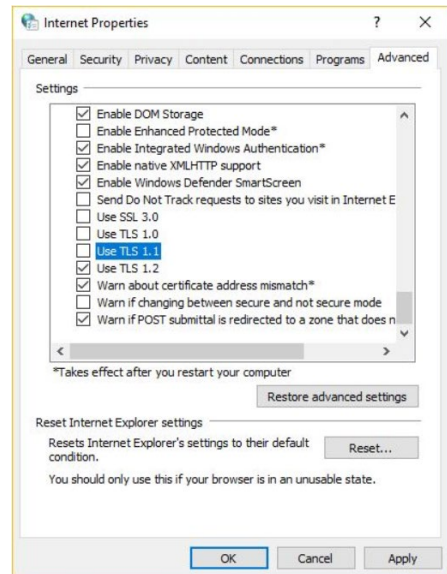 Internet Properties
?
General Security Privacy Content Connections Programs Advanced
Settings
Enable DOM Storage
Enable Enhanced Protected Mode*
Enable Integrated Windows Authentication*
Enable native XMLHTTP support
Enable Windows Defender SmartScreen
Send Do Not Track requests to sites you visit in Internet E
Use SSL 3.0
Use TLS 1.0
Use TLS 1.1
Use TLS 1.2
Warn about certificate address mismatch*
Warn if changing between secure and not secure mode
Warn if POST submittal is redirected to a zone that does n
*Takes effect after you restart your computer
Restore advanced settings
Reset Internet Explorer settings
Resets Internet Explorer's settings to their default
condition.
Reset...
You should only use this if your browser is in an unusable state.
OK Cancel Apply